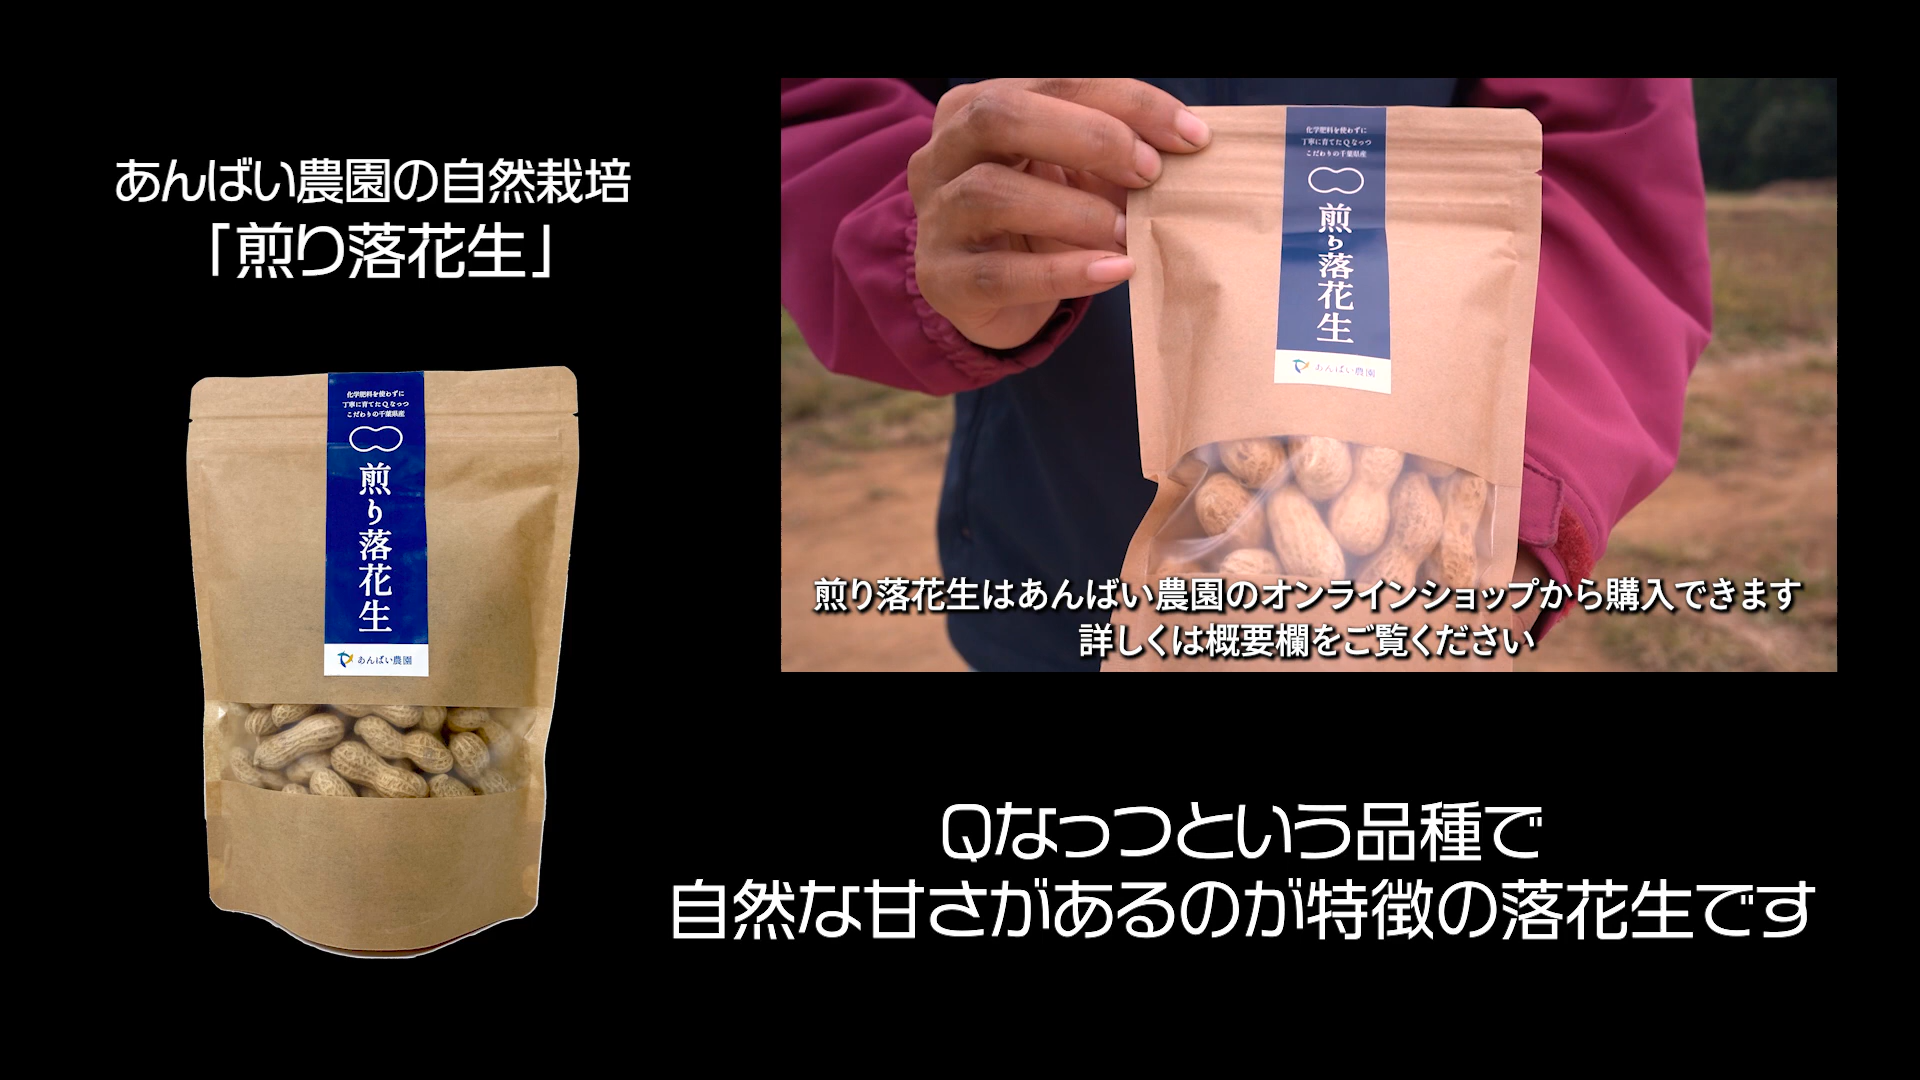 あんばい農園の自然栽培
「煎り落花生」
化学肥料を使わずに
丁寧に育てたQなっつ
こだわりの千葉県産
煎り落花生
あんばい農園
化学肥料を使わずに
丁寧に育てたQなっつ
こだわりの千葉県産
煎り落花生
あんばい農園
煎り落花生はあんばい農園のオンラインショップから購入できます
詳しくは概要欄をご覧ください
Qなっつという品種で
自然な甘さがあるのが特徴の落花生です